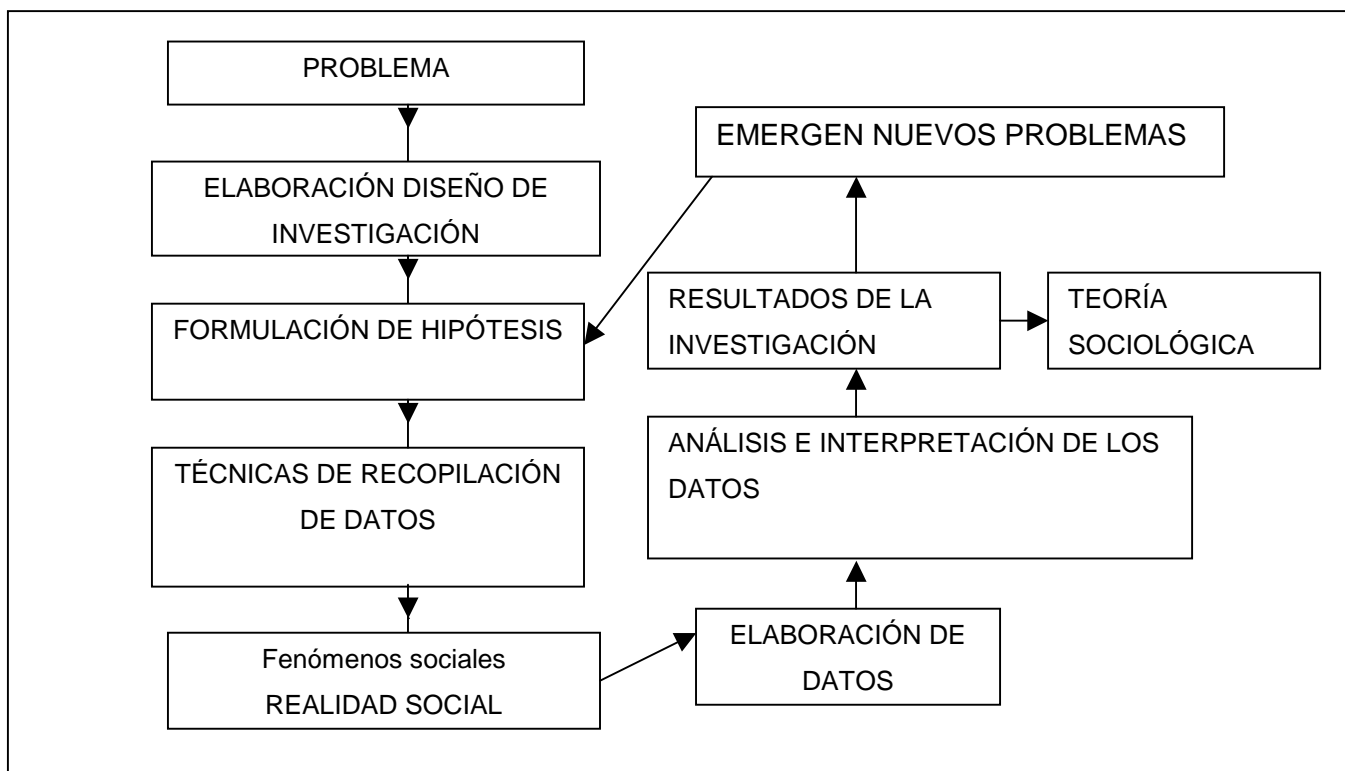 PROBLEMA
ELABORACIÓN DISEÑO DE
INVESTIGACIÓN
FORMULACIÓN DE HIPÓTESIS
TÉCNICAS DE RECOPILACIÓN
DE DATOS
Fenómenos sociales
REALIDAD SOCIAL
ELABORACIÓN DE
DATOS
ANÁLISIS E INTERPRETACIÓN DE LOS
DATOS
RESULTADOS DE LA
INVESTIGACIÓN
TEORÍA
SOCIOLÓGICA
EMERGEN NUEVOS PROBLEMAS